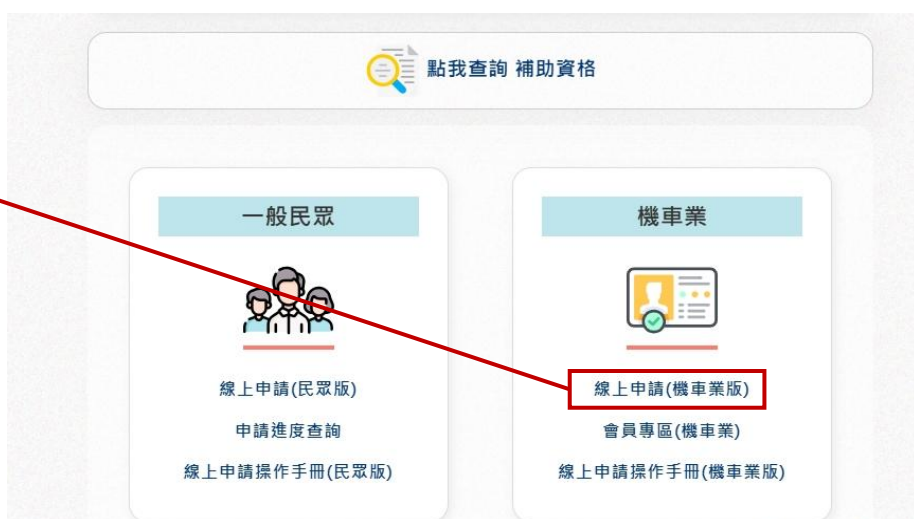 點我查詢 補助資格
一般民眾
線上申請(民眾版)
申請進度查詢
線上申請操作手冊(民眾版)
機車業
線上申請(機車業版)
會員專區(機車業)
線上申請操作手冊(機車業版)